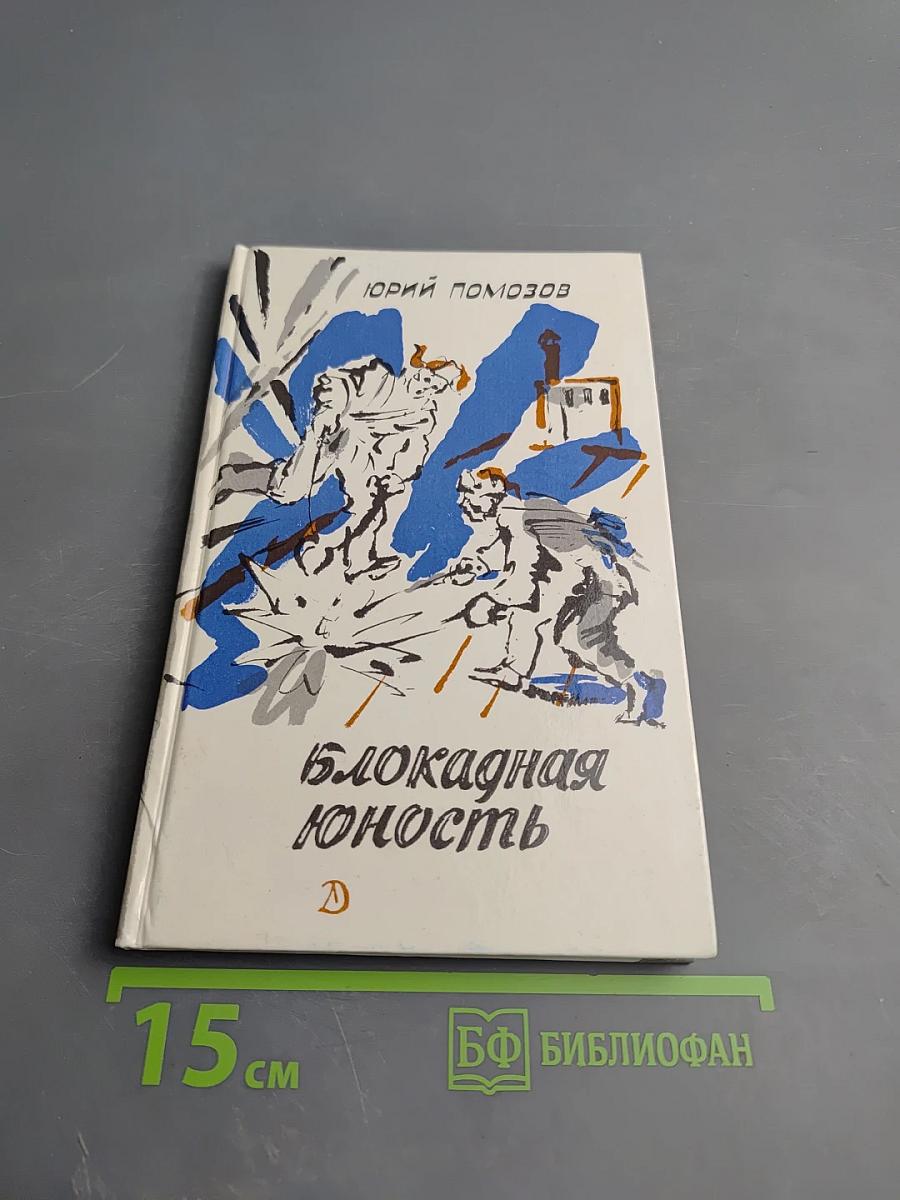 ЮРИЙ ПОМОЗОВ
БЛОКАДНАЯ
ЮНОСТЬ
Д
15 см
БФ БИБЛИОФАН